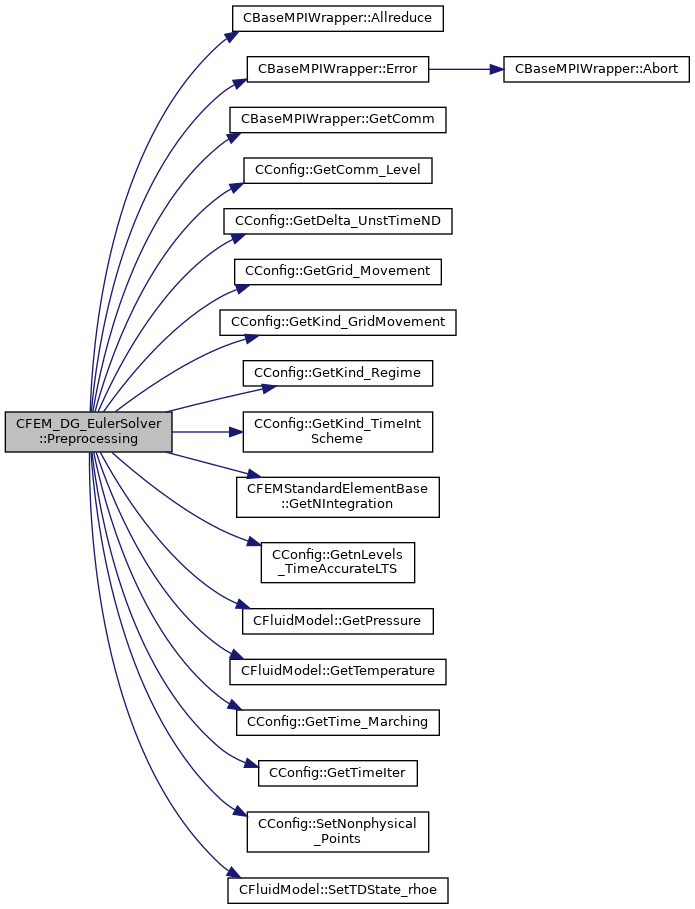 CBaseMPIWrapper::Allreduce
CBaseMPIWrapper::Error
CBaseMPIWrapper::Abort
CBaseMPIWrapper::GetComm
CConfig::GetComm_Level
CConfig::GetDelta_UnstTimeND
CConfig::GetGrid_Movement
CConfig::GetKind_GridMovement
CConfig::GetKind_Regime
CFEM_DG_EulerSolver
::Preprocessing
CConfig::GetKind_TimeInt
Scheme
CFEMStandardElementBase
::GetNIntegration
CConfig::GetnLevels
_TimeAccurateLTS
CFluidModel::GetPressure
CFluidModel::GetTemperature
CConfig::GetTime_Marching
CConfig::GetTimeIter
CConfig::SetNonphysical
_Points
CFluidModel::SetTDState_rhoe